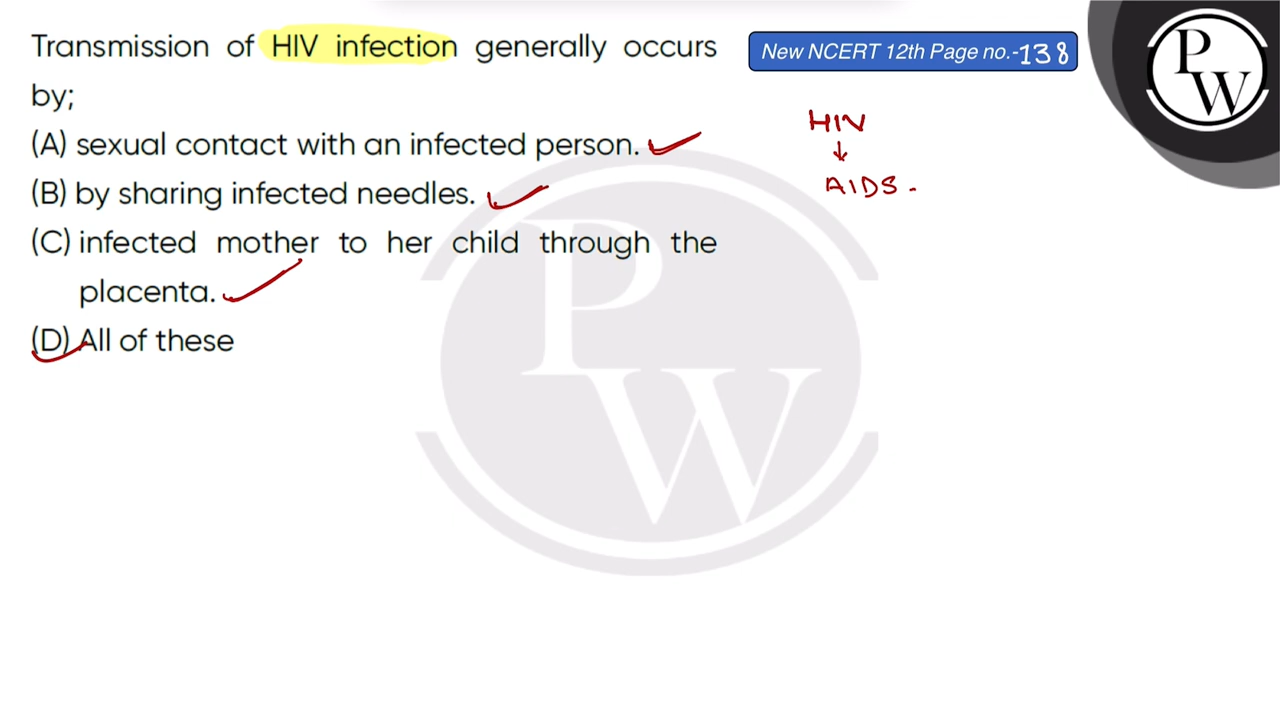 Transmission of HIV infection generally occurs
by;
(A) sexual contact with an infected person.
(B) by sharing infected needles.
(C) infected mother to her child through the
placenta.
(D) All of these
New NCERT 12th Page no.-138
HIV
AIDS.
P
W
P
W